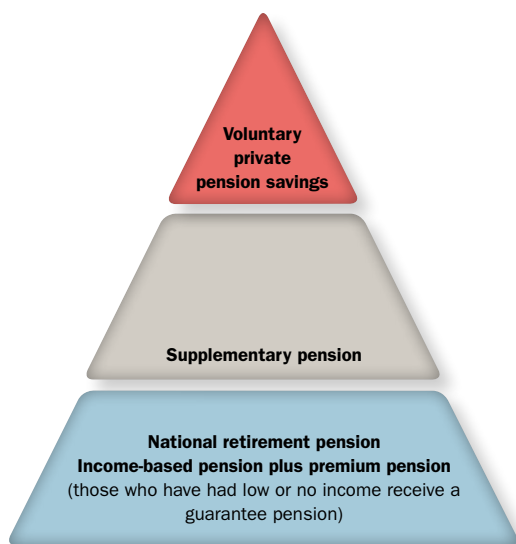 Voluntary
private
pension savings
Supplementary pension
National retirement pension
Income-based pension plus premium pension
(those who have had low or no income receive a
guarantee pension)